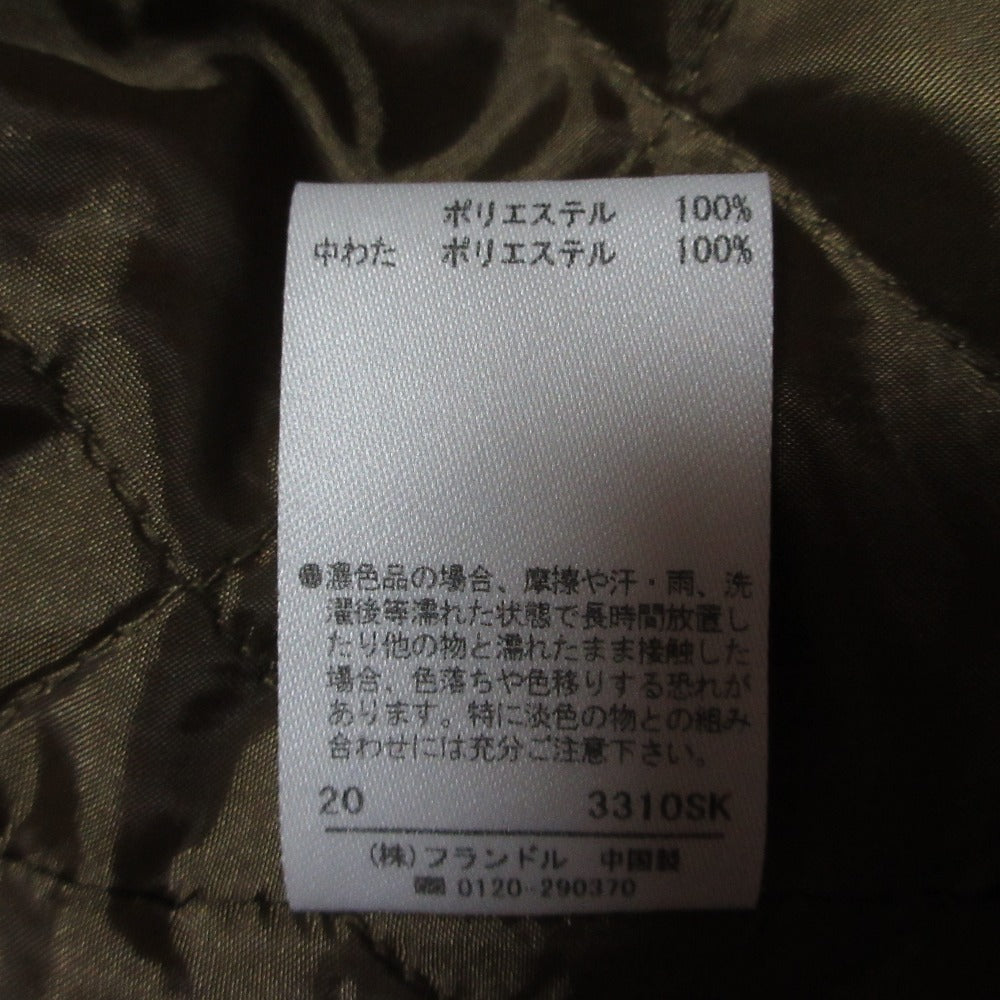 ポリエステル 100%
中わた ポリエステル 100%
●濃色品の場合、摩擦や汗・雨、洗
濯後等濡れた状態で長時間放置し
たり他の物と濡れたまま接触した
場合、色落ちや色移りする恐れが
あります。特に淡色の物との組み
合わせには充分ご注意下さい。
20 3310SK
(株)フランドル 中国製
☎ 0120-290370